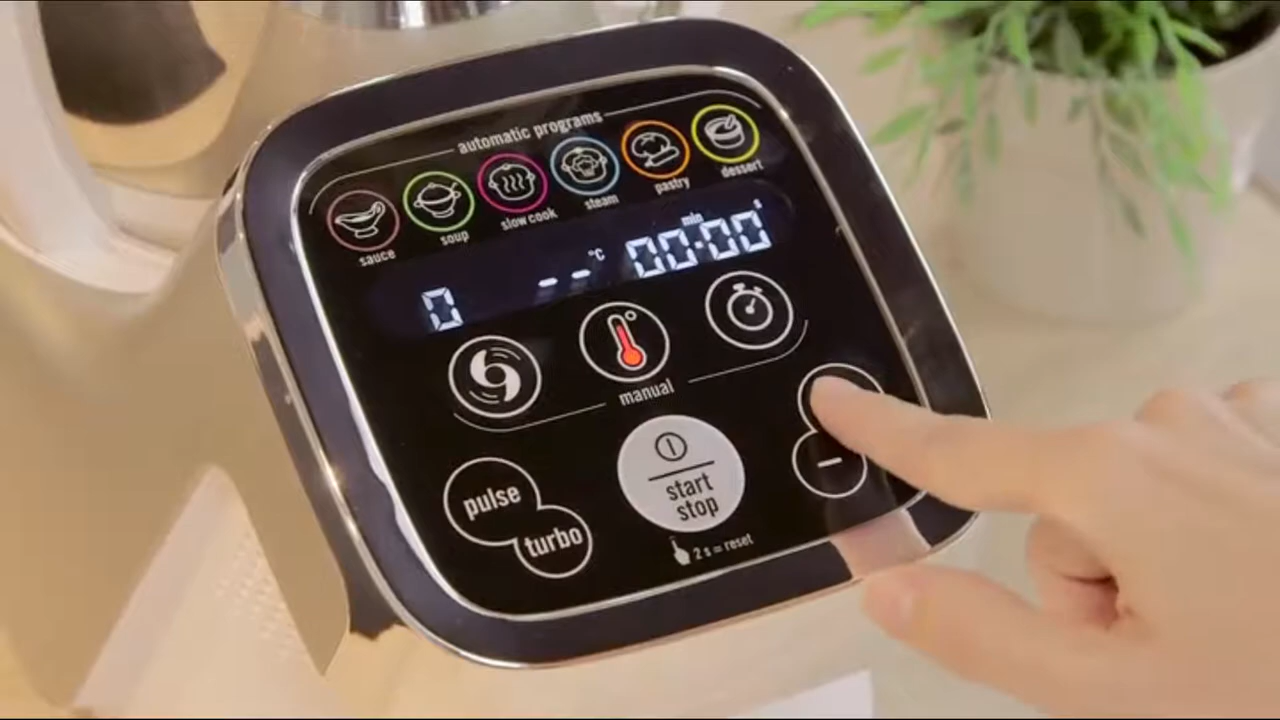 automatic programs
sauce
soup
slow cook
steam
pastry
dessert
0
-- °C
00:00
min
s
manual
pulse
turbo
start
stop
−
2 s = reset